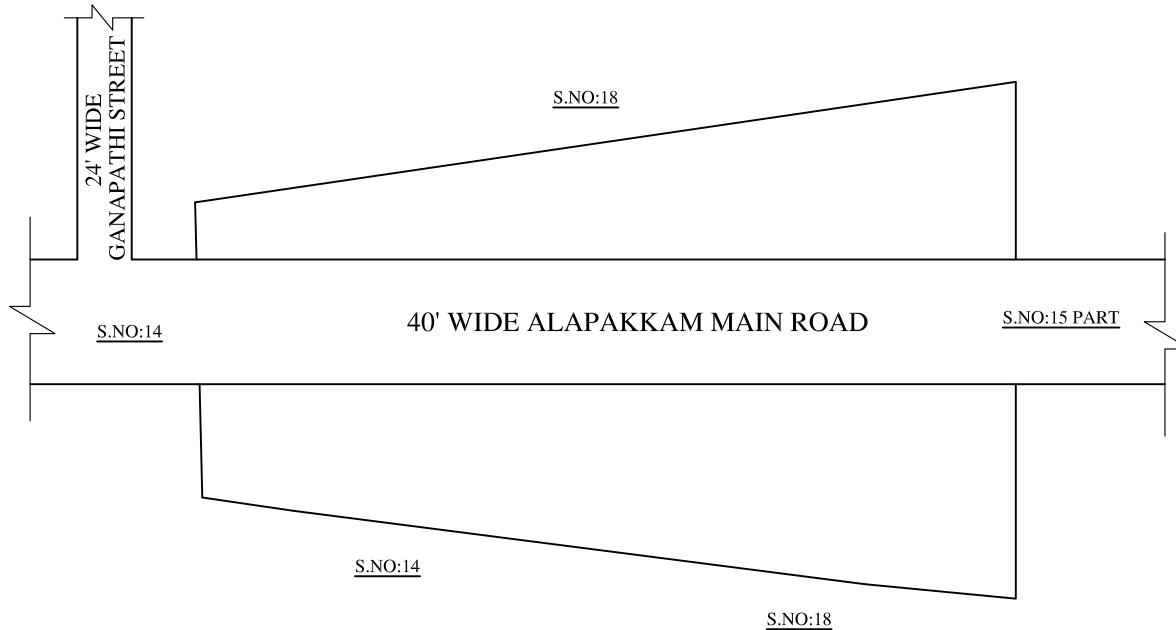 24' WIDE
GANAPATHI STREET
S.NO:18
S.NO:14
40' WIDE ALAPAKKAM MAIN ROAD
S.NO:15 PART
S.NO:14
S.NO:18